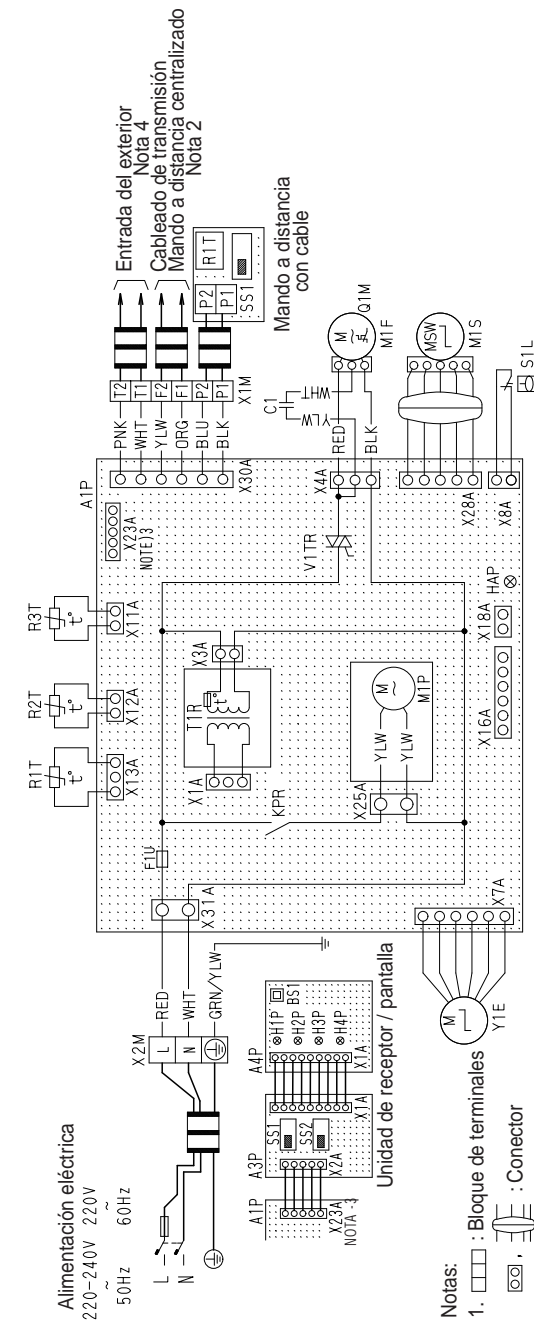 Alimentación eléctrica
220-240V 220V
~ ~
50Hz 60Hz
L
N
X2M
L
N
RED
WHT
GRN/YLW
R1T
t°
X13A
R2T
t°
X12A
R3T
t°
X11A
X23A
NOTE)3
A1P
F1U
X31A
KPR
X1A
T1R
t°
X3A
X25A
YLW
YLW
M
~
M1P
V1TR
X16A
X18A
HAP
X7A
M
Y1E
X30A
PNK
WHT
YLW
ORG
BLU
BLK
T2
T1
F2
F1
P2
P1
X1M
Entrada del exterior
Nota 4
Cableado de transmisión
Mando a distancia centralizado
Nota 2
P2
P1
R1T
SS1
Mando a distancia
con cable
X4A
RED
YLW
WHT
BLK
C1
M
~
Q1M
M1F
X28A
MSW
M1S
X8A
S1L
A1P
X23A
NOTA -3
A3P
X2A
SS1
SS2
X1A
A4P
X1A
BS1
H1P
H2P
H3P
H4P
Unidad de receptor / pantalla
Notas:
1. : Bloque de terminales
, : Conector